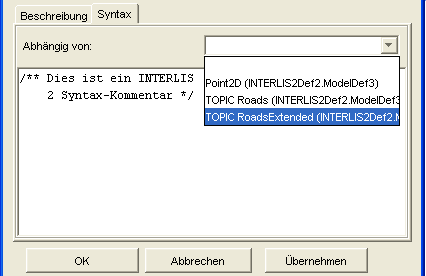 Beschreibung Syntax
Abhängig von:
Point2D (INTERLIS2Def2.ModelDef3)
TOPIC Roads (INTERLIS2Def2.ModelDef3
TOPIC RoadsExtended (INTERLIS2Def2.M
/** Dies ist ein INTERLIS
2 Syntax-Kommentar */
OK Abbrechen Übernehmen